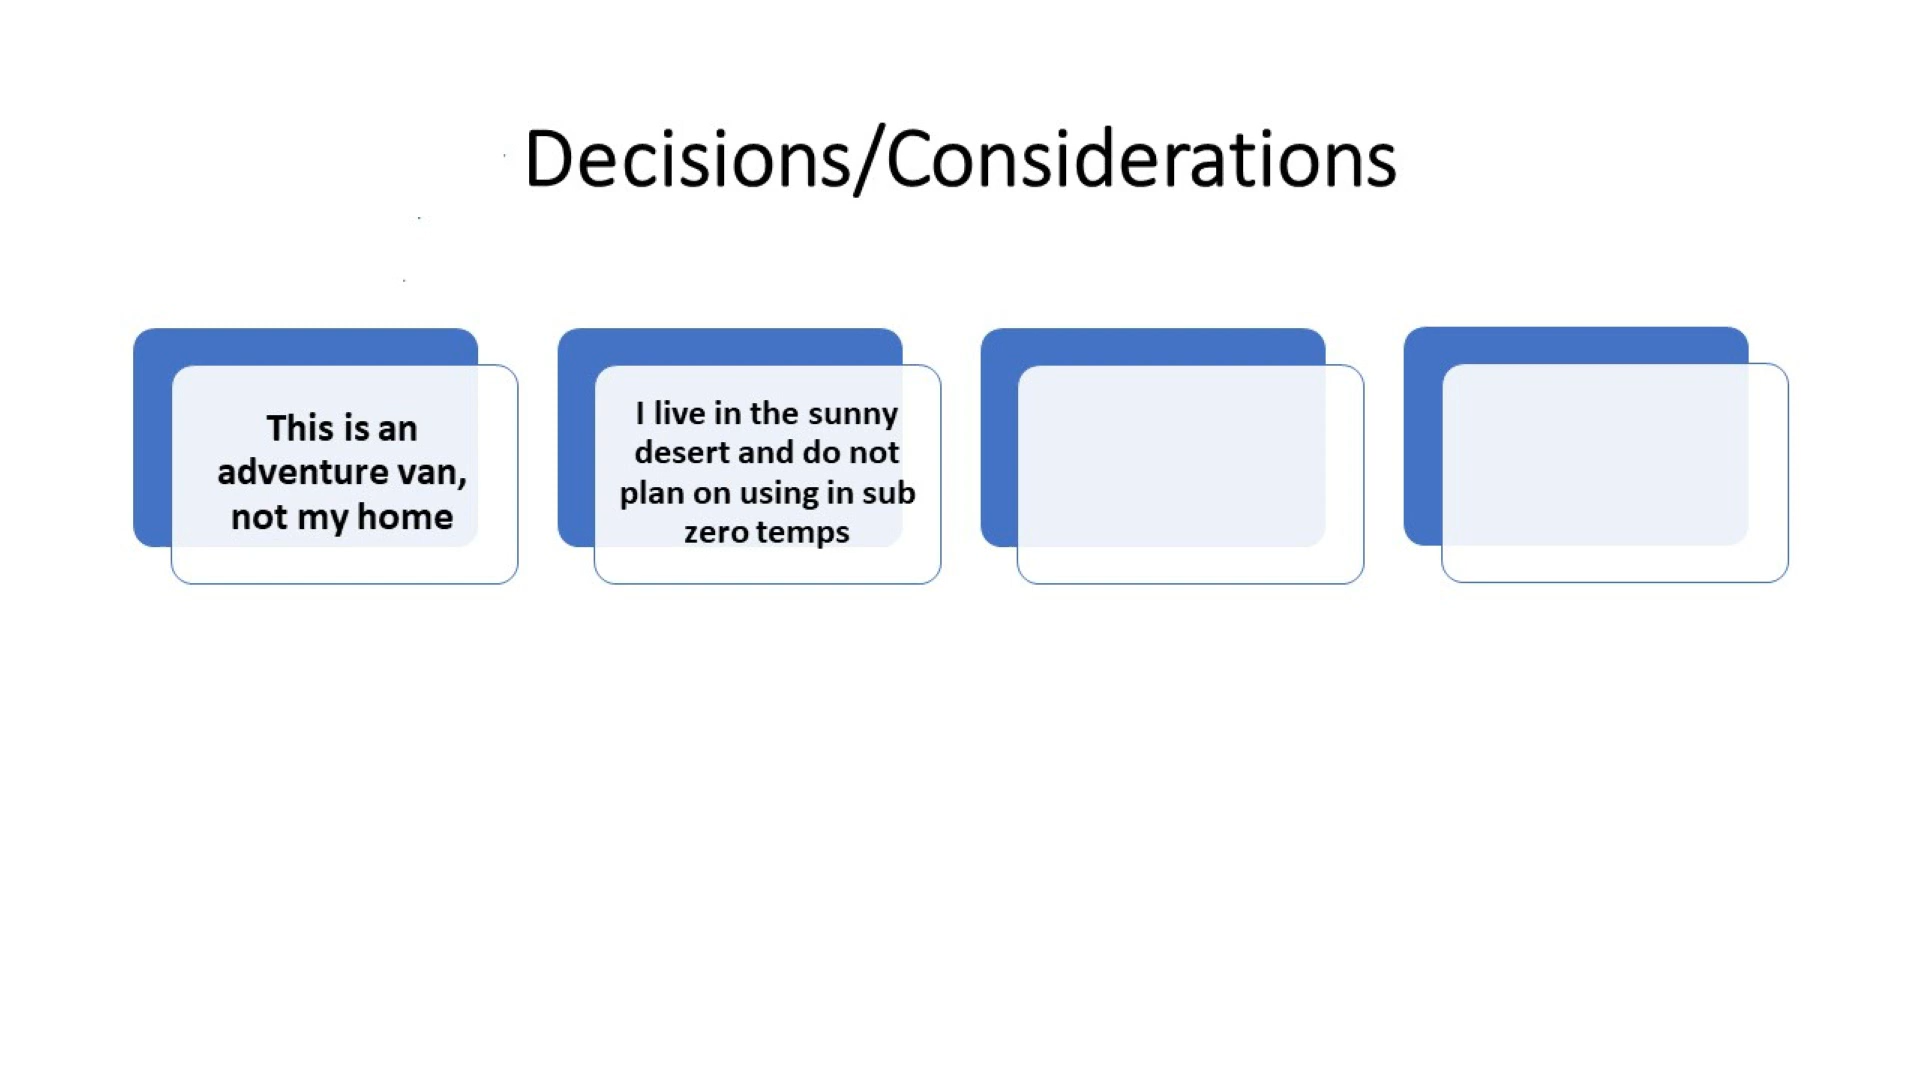 Decisions/Considerations
This is an
adventure van,
not my home
I live in the sunny
desert and do not
plan on using in sub
zero temps